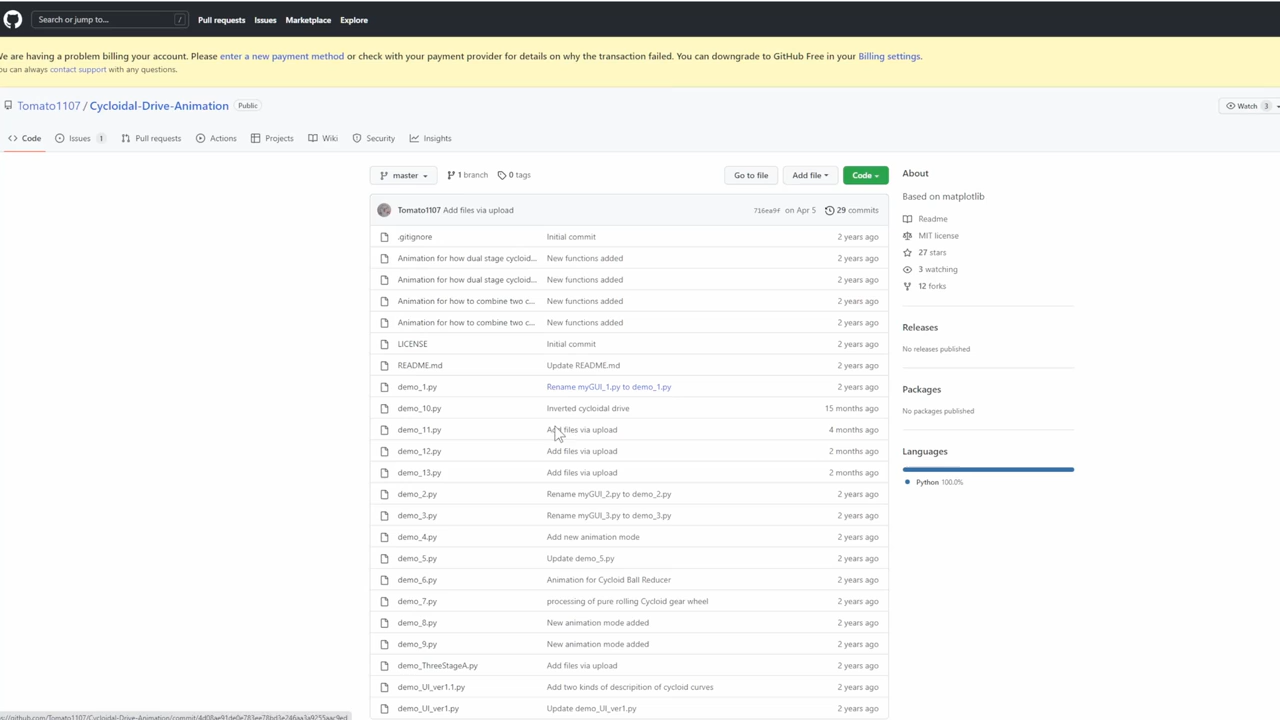 Search or jump to... / Pull requests Issues Marketplace Explore
e are having a problem billing your account. Please enter a new payment method or check with your payment provider for details on why the transaction failed. You can downgrade to GitHub Free in your Billing settings.
ou can always contact support with any questions.
Tomato1107 / Cycloidal-Drive-Animation Public
Watch 3
Code Issues 1 Pull requests Actions Projects Wiki Security Insights
master 1 branch 0 tags Go to file Add file Code
Tomato1107 Add files via upload 716ea9f on Apr 5 29 commits
.gitignore Initial commit 2 years ago
Animation for how dual stage cycloid... New functions added 2 years ago
Animation for how dual stage cycloid... New functions added 2 years ago
Animation for how to combine two c... New functions added 2 years ago
Animation for how to combine two c... New functions added 2 years ago
LICENSE Initial commit 2 years ago
README.md Update README.md 2 years ago
demo_1.py Rename myGUI_1.py to demo_1.py 2 years ago
demo_10.py Inverted cycloidal drive 15 months ago
demo_11.py Add files via upload 4 months ago
demo_12.py Add files via upload 2 months ago
demo_13.py Add files via upload 2 months ago
demo_2.py Rename myGUI_2.py to demo_2.py 2 years ago
demo_3.py Rename myGUI_3.py to demo_3.py 2 years ago
demo_4.py Add new animation mode 2 years ago
demo_5.py Update demo_5.py 2 years ago
demo_6.py Animation for Cycloid Ball Reducer 2 years ago
demo_7.py processing of pure rolling Cycloid gear wheel 2 years ago
demo_8.py New animation mode added 2 years ago
demo_9.py New animation mode added 2 years ago
demo_ThreeStageA.py Add files via upload 2 years ago
demo_UI_ver1.1.py Add two kinds of descripition of cycloid curves 2 years ago
demo_UI_ver1.py Update demo_UI_ver1.py 2 years ago
About
Based on matplotlib
Readme
MIT license
27 stars
3 watching
12 forks
Releases
No releases published
Packages
No packages published
Languages
Python 100.0%